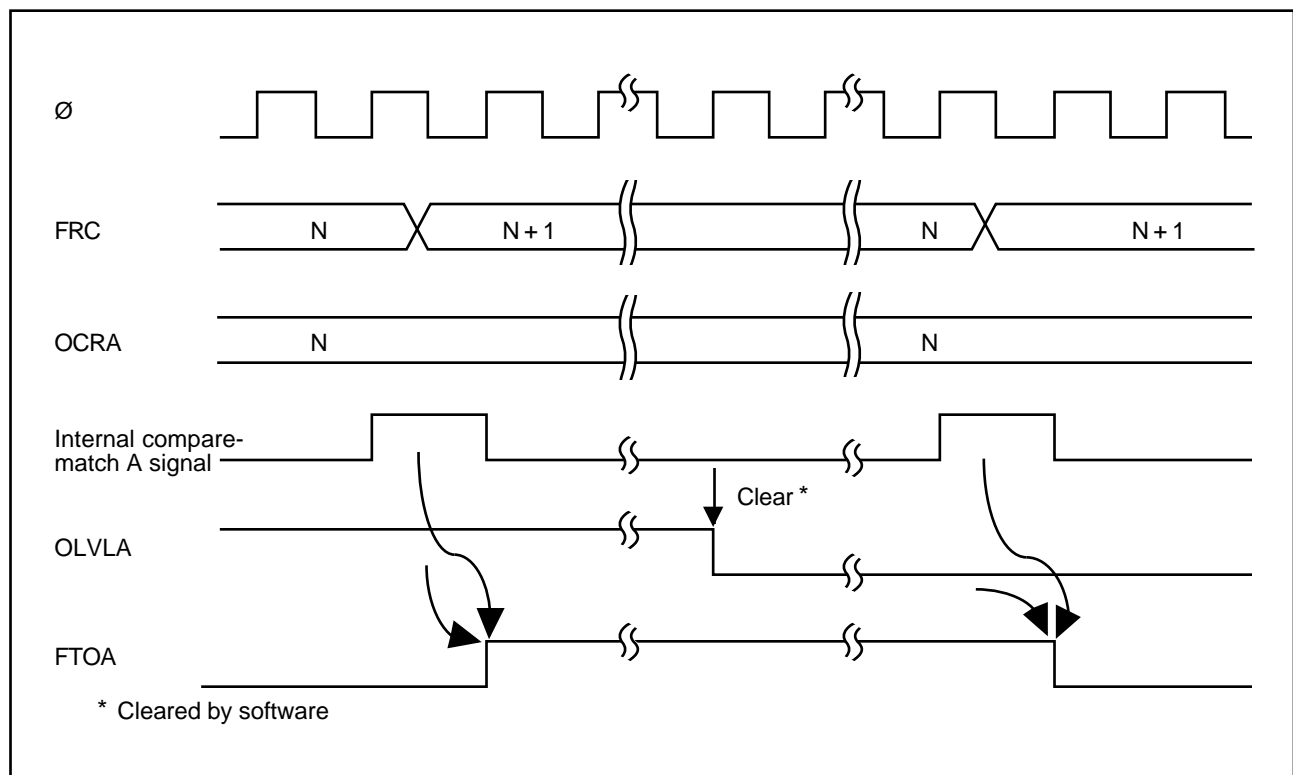 Ø
FRC
N
N + 1
N
N + 1
OCRA
N
N
Internal compare-
match A signal
Clear *
OLVLA
FTOA
* Cleared by software